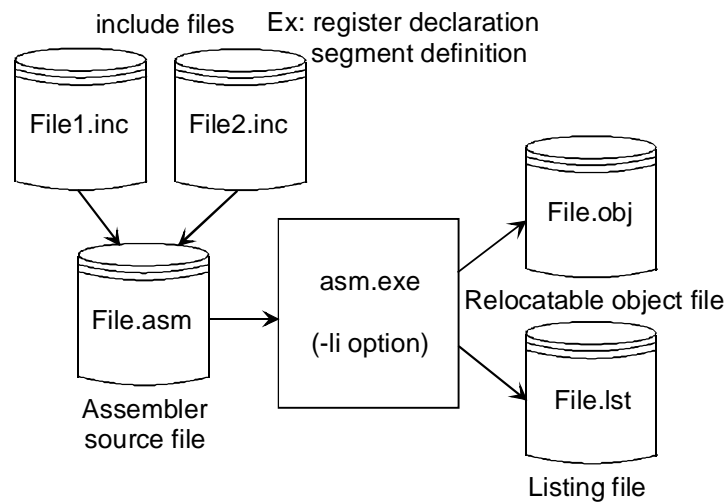 include files
Ex: register declaration
segment definition
File1.inc
File2.inc
File.asm
Assembler
source file
asm.exe
(-li option)
File.obj
Relocatable object file
File.lst
Listing file